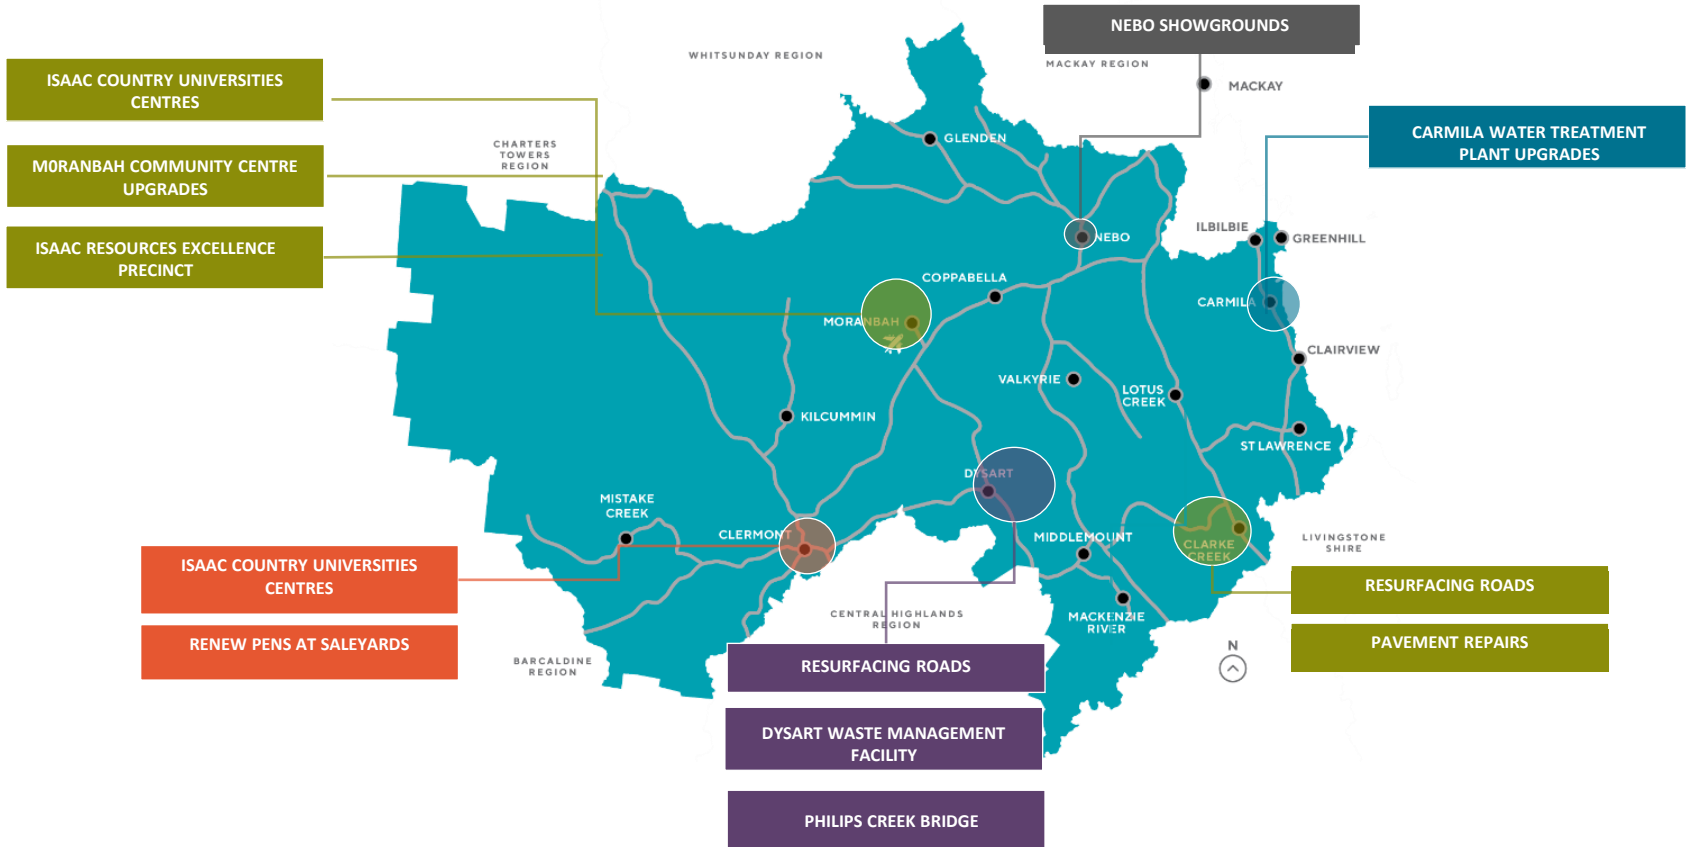 NEBO SHOWGROUNDS
WHITSUNDAY REGION
MACKAY REGION
MACKAY
ISAAC COUNTRY UNIVERSITIES
CENTRES
M0RANBAH COMMUNITY CENTRE
UPGRADES
ISAAC RESOURCES EXCELLENCE
PRECINCT
CHARTERS
TOWERS
REGION
GLENDEN
CARMILA WATER TREATMENT
PLANT UPGRADES
NEBO
ILBILBIE
GREENHILL
COPPABELLA
CARMILA
MORANBAH
CLAIRVIEW
VALKYRIE
LOTUS
CREEK
KILCUMMIN
ST LAWRENCE
DYSART
MISTAKE
CREEK
CLERMONT
MIDDLEMOUNT
CLARKE
CREEK
LIVINGSTONE
SHIRE
ISAAC COUNTRY UNIVERSITIES
CENTRES
RENEW PENS AT SALEYARDS
CENTRAL HIGHLANDS
REGION
MACKENZIE
RIVER
RESURFACING ROADS
PAVEMENT REPAIRS
N
BARCALDINE
REGION
RESURFACING ROADS
DYSART WASTE MANAGEMENT
FACILITY
PHILIPS CREEK BRIDGE